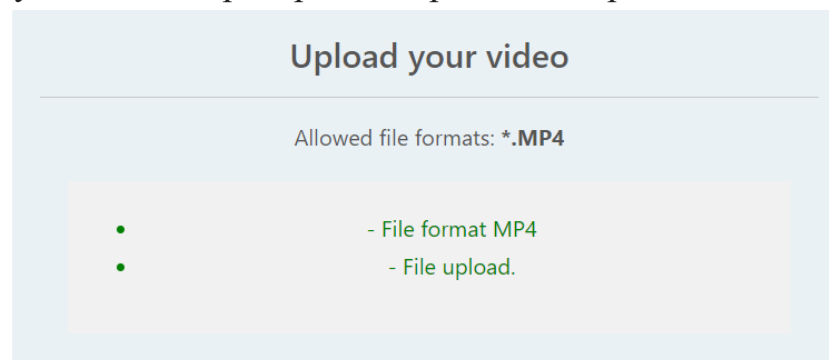 Upload your video
Allowed file formats: *.MP4
- File format MP4
- File upload.